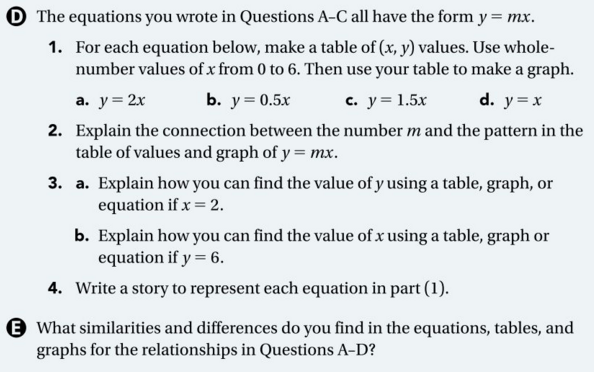 D The equations you wrote in Questions A–C all have the form y = mx.
1. For each equation below, make a table of (x, y) values. Use whole-
number values of x from 0 to 6. Then use your table to make a graph.
a. y = 2x b. y = 0.5x c. y = 1.5x d. y = x
2. Explain the connection between the number m and the pattern in the
table of values and graph of y = mx.
3. a. Explain how you can find the value of y using a table, graph, or
equation if x = 2.
b. Explain how you can find the value of x using a table, graph or
equation if y = 6.
4. Write a story to represent each equation in part (1).
E What similarities and differences do you find in the equations, tables, and
graphs for the relationships in Questions A–D?